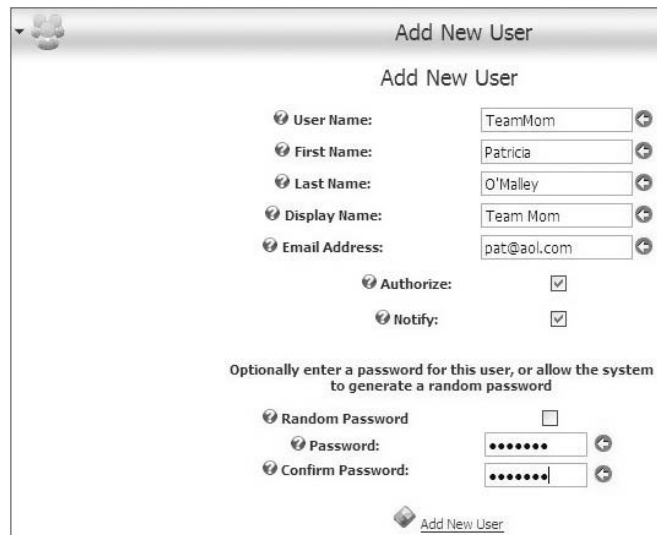 Add New User
Add New User
User Name: TeamMom
First Name: Patricia
Last Name: O'Malley
Display Name: Team Mom
Email Address: pat@aol.com
Authorize:
Notify:
Optionally enter a password for this user, or allow the system
to generate a random password
Random Password
Password: •••••••
Confirm Password: •••••••
Add New User